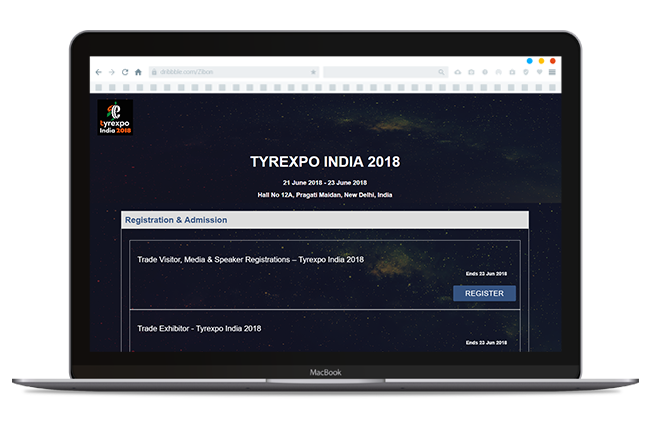 dribbble.com/Zibon
tyrexpo
India 2018
TYREXPO INDIA 2018
21 June 2018 - 23 June 2018
Hall No 12A, Pragati Maidan, New Delhi, India
Registration & Admission
Trade Visitor, Media & Speaker Registrations – Tyrexpo India 2018
Ends 23 Jun 2018
REGISTER
Trade Exhibitor - Tyrexpo India 2018
Ends 23 Jun 2018
MacBook